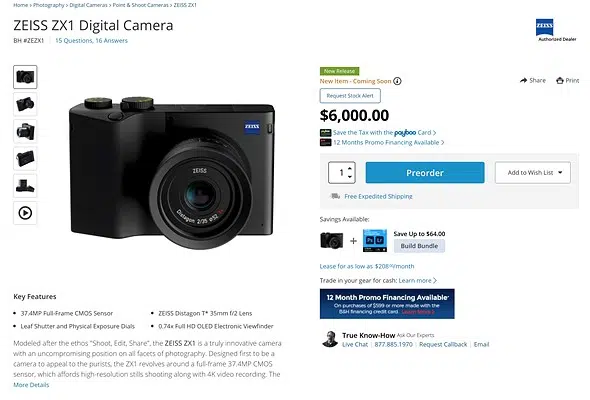 Home > Photography > Digital Cameras > Point & Shoot Cameras > ZEISS ZX1
ZEISS ZX1 Digital Camera
BH #ZEZX1 | 15 Questions, 16 Answers
ZEISS
Authorized Dealer
New Release
New Item - Coming Soon
Share
Print
Request Stock Alert
$6,000.00
Save the Tax with the payboo Card >
12 Months Promo Financing Available >
1
Preorder
Add to Wish List
Free Expedited Shipping
Savings Available:
+
Save Up to $64.00
Build Bundle
Lease for as low as $208/month
Trade in your gear for cash: Learn more >
12 Month Promo Financing Available*
On purchases of $599 or more made with the
B&H financing credit card. Learn More >
True Know-How Ask Our Experts
Live Chat | 877.885.1970 | Request Callback | Email
ZEISS
ZEISS
Distagon 2/35 ø52
Key Features
• 37.4MP Full-Frame CMOS Sensor
• ZEISS Distagon T* 35mm f/2 Lens
• Leaf Shutter and Physical Exposure Dials
• 0.74x Full HD OLED Electronic Viewfinder
Modeled after the ethos "Shoot, Edit, Share", the ZEISS ZX1 is a truly innovative camera
with an uncompromising position on all facets of photography. Designed first to be a
camera to appeal to the purists, the ZX1 revolves around a full-frame 37.4MP CMOS
sensor, which affords high-resolution stills shooting along with 4K video recording. The
More Details